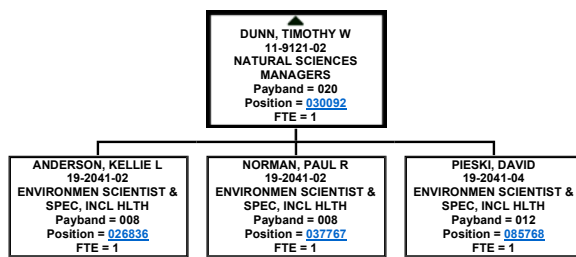 DUNN, TIMOTHY W
11-9121-02
NATURAL SCIENCES
MANAGERS
Payband = 020
Position = 030092
FTE = 1
ANDERSON, KELLIE L
19-2041-02
ENVIRONMEN SCIENTIST &
SPEC, INCL HLTH
Payband = 008
Position = 026836
FTE = 1
NORMAN, PAUL R
19-2041-02
ENVIRONMEN SCIENTIST &
SPEC, INCL HLTH
Payband = 008
Position = 037767
FTE = 1
PIESKI, DAVID
19-2041-04
ENVIRONMEN SCIENTIST &
SPEC, INCL HLTH
Payband = 012
Position = 085768
FTE = 1